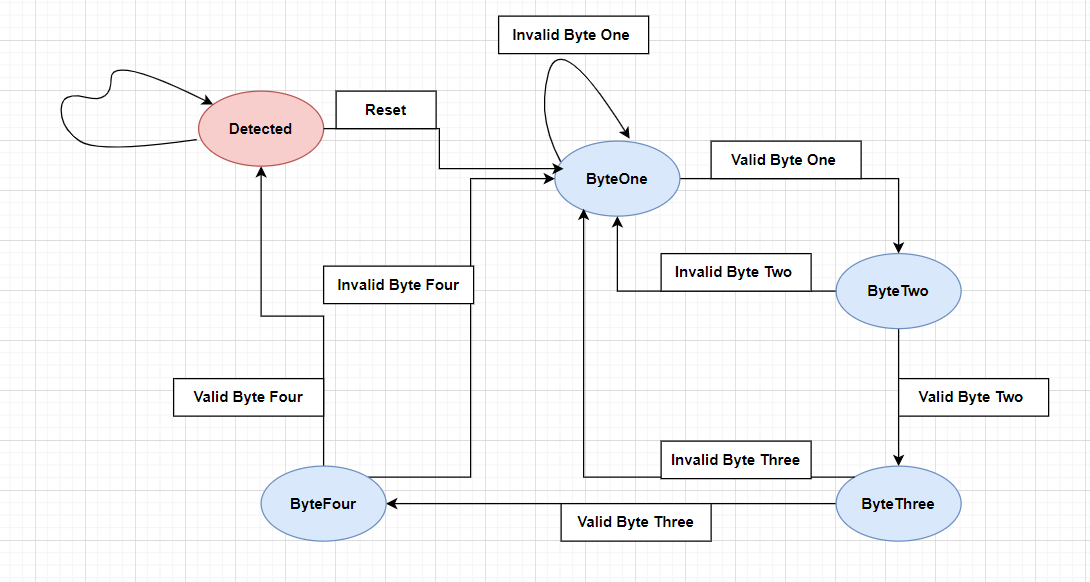 Invalid Byte One
Reset
Detected
Valid Byte One
ByteOne
Invalid Byte Two
Invalid Byte Four
ByteTwo
Valid Byte Four
Valid Byte Two
Invalid Byte Three
ByteFour
ByteThree
Valid Byte Three